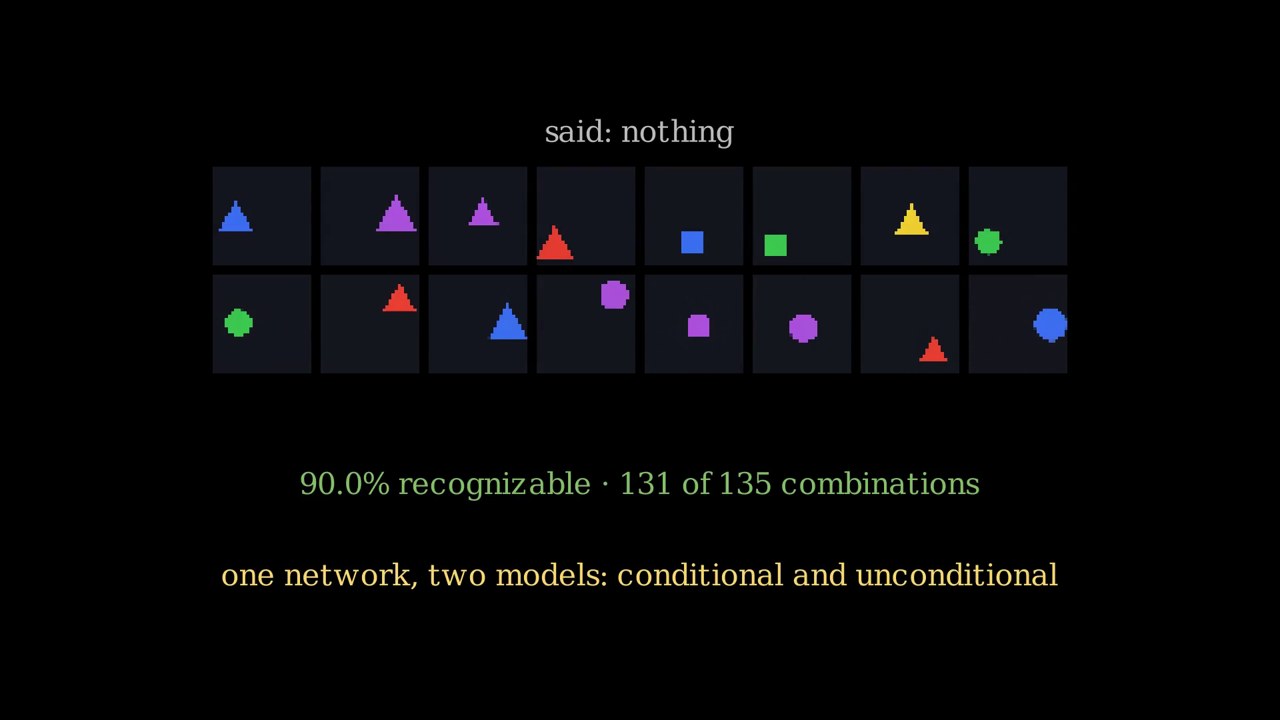 said: nothing
90.0% recognizable · 131 of 135 combinations
one network, two models: conditional and unconditional